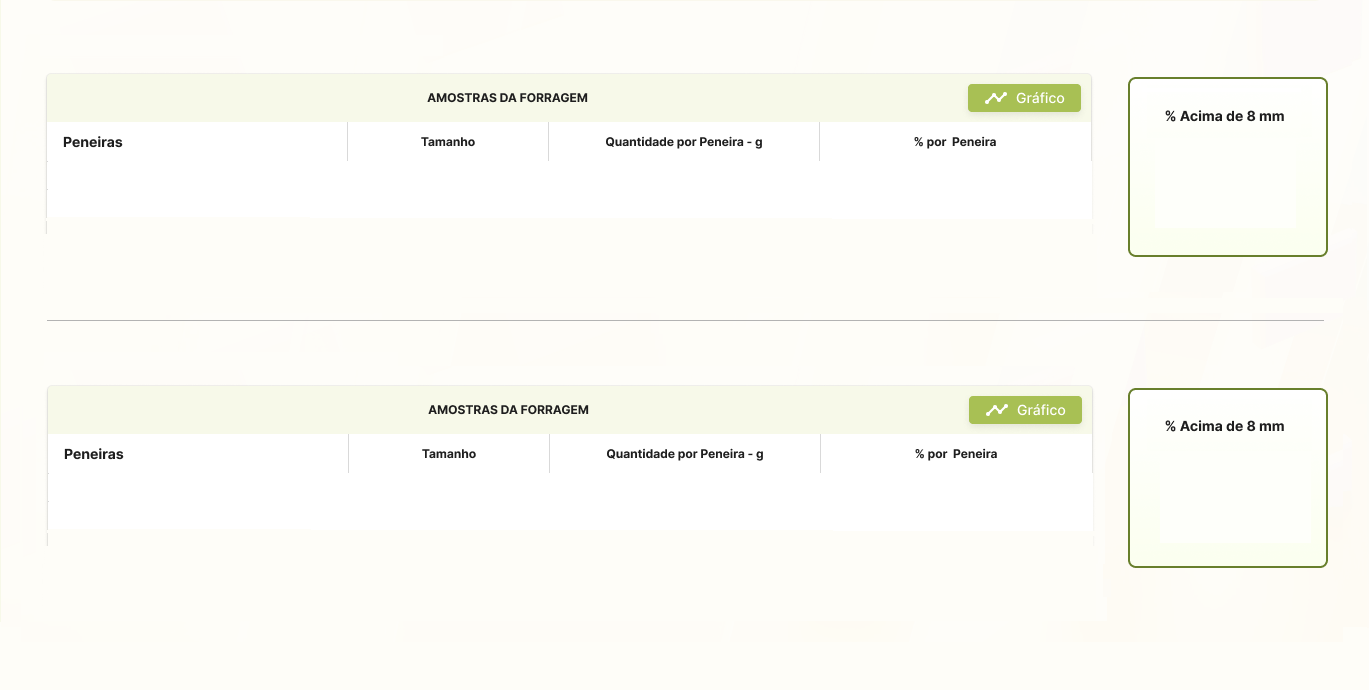 AMOSTRAS DA FORRAGEM Gráfico
Peneiras Tamanho Quantidade por Peneira - g % por Peneira
% Acima de 8 mm
AMOSTRAS DA FORRAGEM Gráfico
Peneiras Tamanho Quantidade por Peneira - g % por Peneira
% Acima de 8 mm